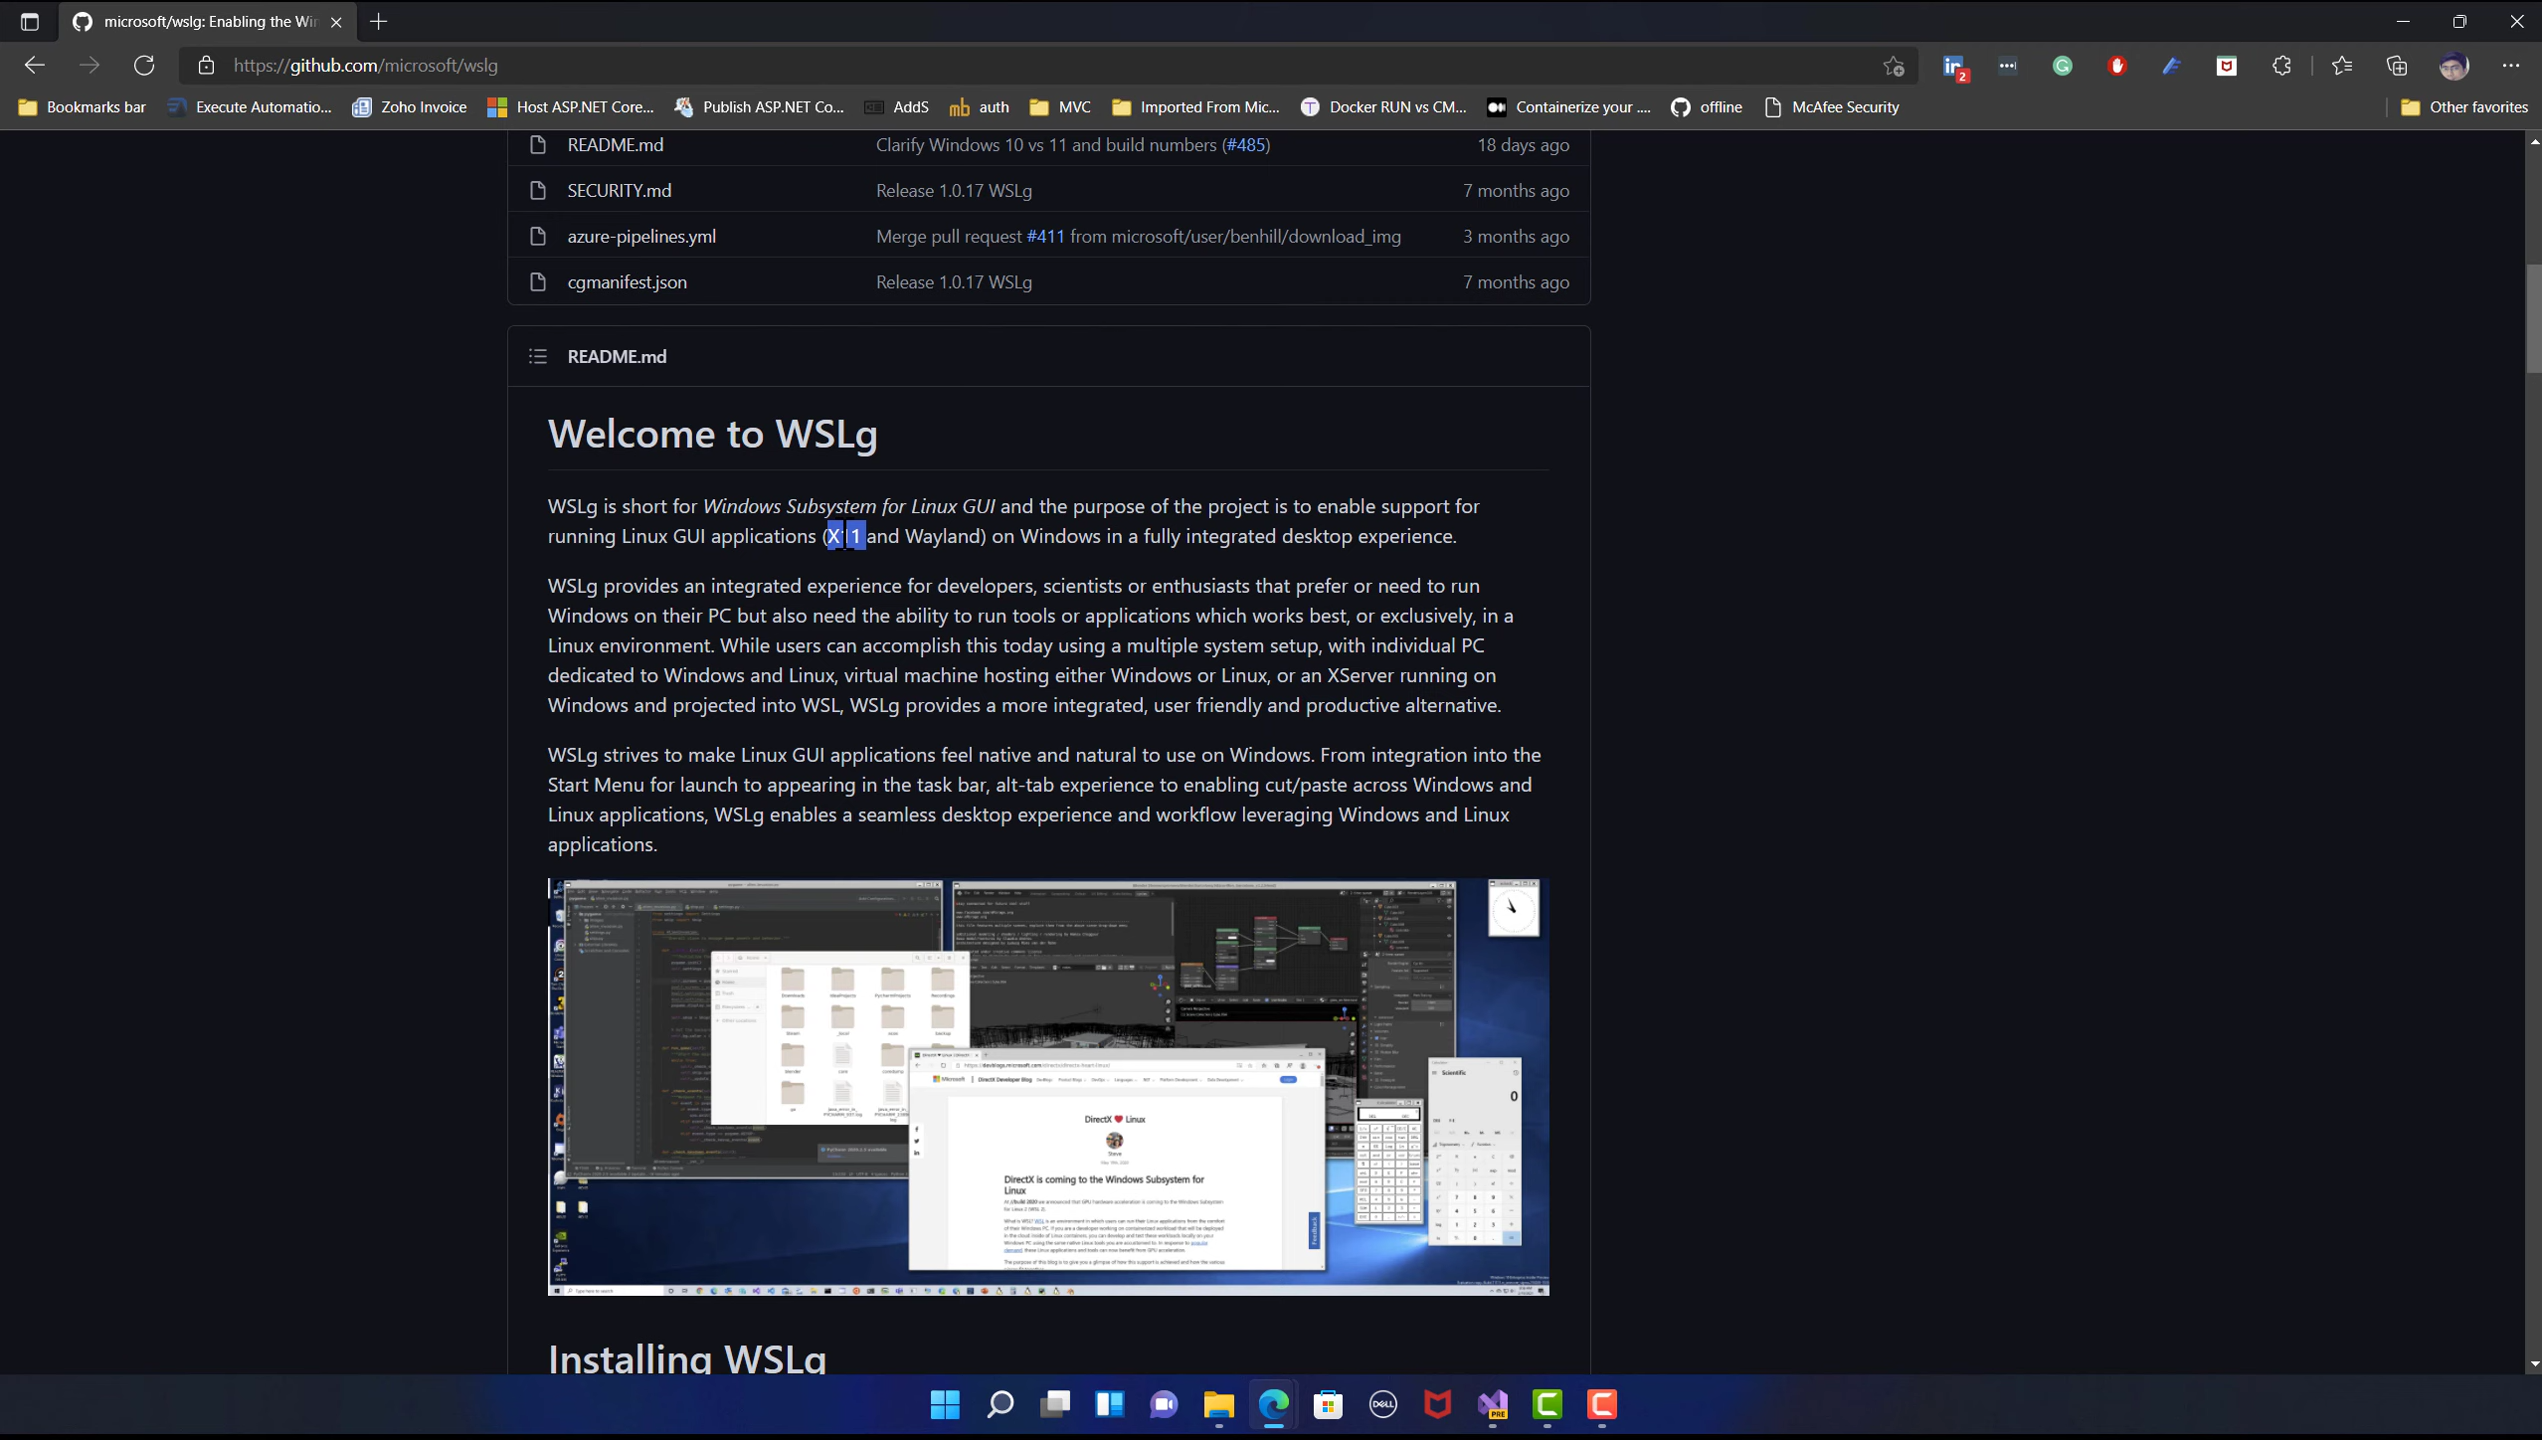 microsoft/wslg: Enabling the Win
https://github.com/microsoft/wslg
2
Bookmarks bar
Execute Automatio...
Zoho Invoice
Host ASP.NET Core...
Publish ASP.NET Co...
AddS
auth
MVC
Imported From Mic...
Docker RUN vs CM...
Containerize your ....
offline
McAfee Security
Other favorites
README.md Clarify Windows 10 vs 11 and build numbers (#485) 18 days ago
SECURITY.md Release 1.0.17 WSLg 7 months ago
azure-pipelines.yml Merge pull request #411 from microsoft/user/benhill/download_img 3 months ago
cgmanifest.json Release 1.0.17 WSLg 7 months ago
README.md
Welcome to WSLg
WSLg is short for Windows Subsystem for Linux GUI and the purpose of the project is to enable support for
running Linux GUI applications (X11 and Wayland) on Windows in a fully integrated desktop experience.
WSLg provides an integrated experience for developers, scientists or enthusiasts that prefer or need to run
Windows on their PC but also need the ability to run tools or applications which works best, or exclusively, in a
Linux environment. While users can accomplish this today using a multiple system setup, with individual PC
dedicated to Windows and Linux, virtual machine hosting either Windows or Linux, or an XServer running on
Windows and projected into WSL, WSLg provides a more integrated, user friendly and productive alternative.
WSLg strives to make Linux GUI applications feel native and natural to use on Windows. From integration into the
Start Menu for launch to appearing in the task bar, alt-tab experience to enabling cut/paste across Windows and
Linux applications, WSLg enables a seamless desktop experience and workflow leveraging Windows and Linux
applications.
Scientific
0
Microsoft DirectX Developer Blog
DirectX ❤ Linux
Steve
DirectX is coming to the Windows Subsystem for
Linux
Feedback
Installing WSLg
DELL
PRE